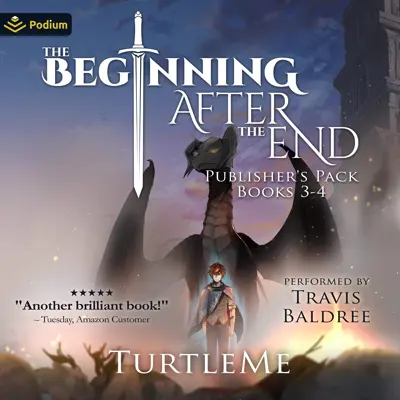 Podium
THE
BEGINNING
AFTER
THE
END
PUBLISHER'S PACK
BOOKS 3-4
★★★★★
"Another brilliant book!"
– Tuesday, Amazon Customer
PERFORMED BY
TRAVIS
BALDREE
TURTLEME